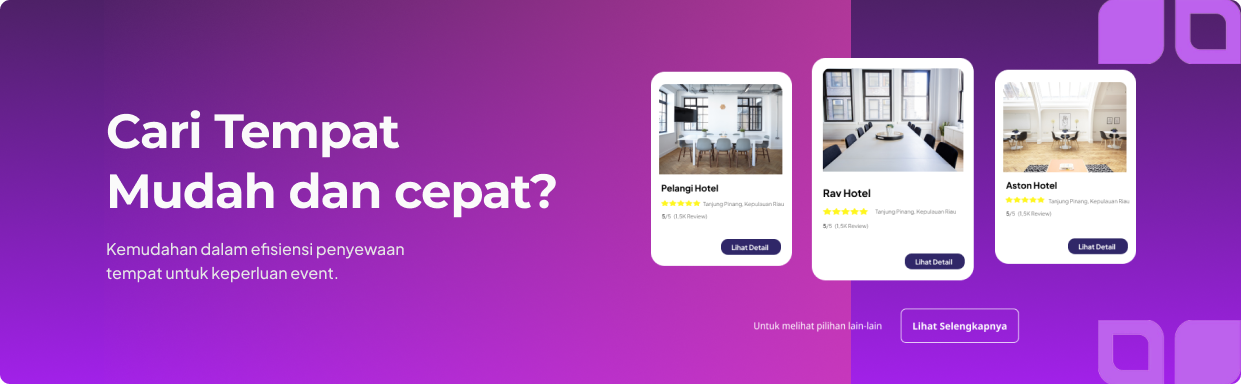 Cari Tempat
Mudah dan cepat?
Kemudahan dalam efisiensi penyewaan
tempat untuk keperluan event.
Pelangi Hotel
Tanjung Pinang, Kepulauan Riau
5/5 (1.5K Review)
Lihat Detail
Rav Hotel
Tanjung Pinang, Kepulauan Riau
5/5 (1.5K Review)
Lihat Detail
Aston Hotel
Tanjung Pinang, Kepulauan Riau
5/5 (1.5K Review)
Lihat Detail
Untuk melihat pilihan lain-lain
Lihat Selengkapnya